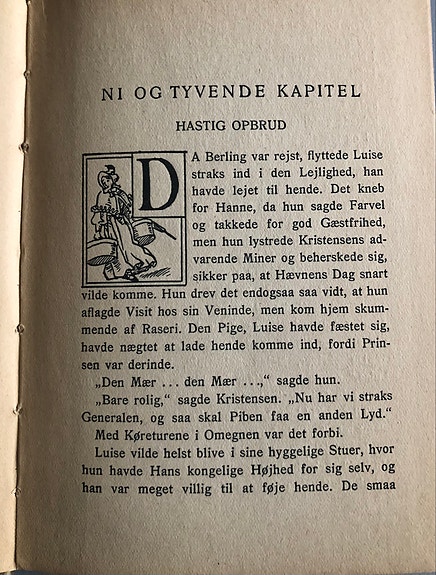 NI OG TYVENDE KAPITEL
HASTIG OPBRUD
DA Berling var rejst, flyttede Luise
straks ind i den Lejlighed, han
havde lejet til hende. Det kneb
for Hanne, da hun sagde Farvel
og takkede for god Gæstfrihed,
men hun lystrede Kristensens ad-
varende Miner og beherskede sig,
sikker paa, at Hævnens Dag snart
vilde komme. Hun drev det endogsaa saa vidt, at hun
aflagde Visit hos sin Veninde, men kom hjem skum-
mende af Raseri. Den Pige, Luise havde fæstet sig,
havde nægtet at lade hende komme ind, fordi Prin-
sen var derinde.
„Den Mær . . . den Mær . . .,“ sagde hun.
„Bare rolig,“ sagde Kristensen. „Nu har vi straks
Generalen, og saa skal Piben faa en anden Lyd.“
Med Køreturene i Omegnen var det forbi.
Luise vilde helst blive i sine hyggelige Stuer, hvor
hun havde Hans kongelige Højhed for sig selv, og
han var meget villig til at føje hende. De smaa